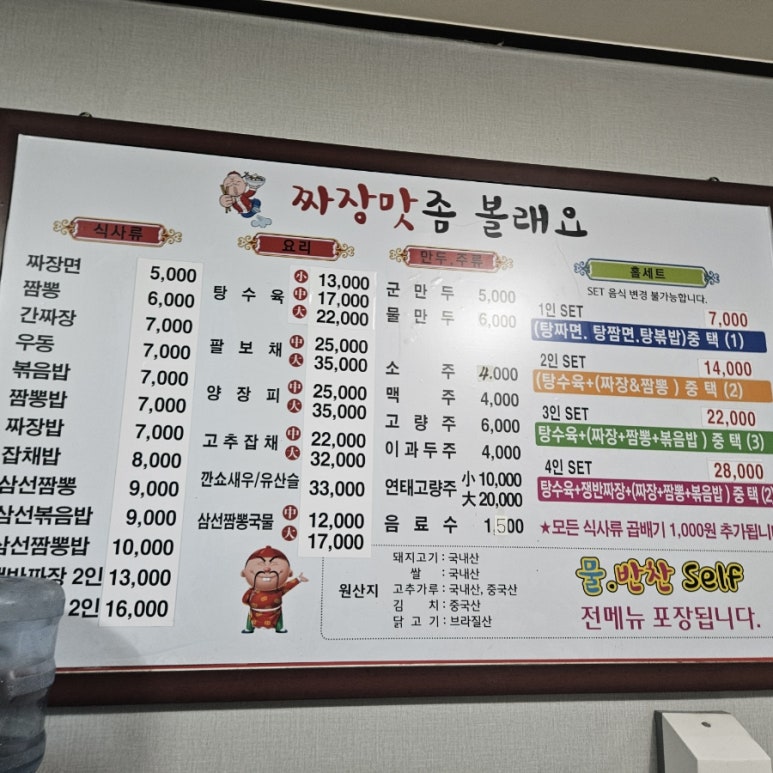 짜장맛좀 볼래요
식사류
짜장면 5,000
짬뽕 6,000
간짜장 7,000
우동 7,000
볶음밥 7,000
짬뽕밥 7,000
짜장밥 7,000
잡채밥 8,000
삼선짬뽕 9,000
삼선볶음밥 9,000
삼선짬뽕밥 10,000
쟁반짜장 2인 13,000
2인 16,000
요리
탕수육 小 13,000
中 17,000
大 22,000
팔보채 中 25,000
大 35,000
양장피 中 25,000
大 35,000
고추잡채 中 22,000
大 32,000
깐쇼새우/유산슬 33,000
삼선짬뽕국물 中 12,000
大 17,000
만두.주류
군만두 5,000
물만두 6,000
소주 4,000
맥주 4,000
고량주 6,000
이과두주 4,000
연태고량주 小 10,000
大 20,000
음료수 1,500
홀세트
SET 음식 변경 불가능합니다.
1인 SET 7,000
(탕짜면. 탕짬면.탕볶밥)중 택 (1)
2인 SET 14,000
(탕수육+(짜장&짬뽕 ) 중 택 (2)
3인 SET 22,000
탕수육+(짜장+짬뽕+볶음밥 ) 중 택 (3)
4인 SET 28,000
탕수육+쟁반짜장+(짜장+짬뽕+볶음밥 ) 중 택 (2)
★모든 식사류 곱배기 1,000원 추가됩니다
원산지
돼지고기 : 국내산
쌀 : 국내산
고추가루 : 국내산, 중국산
김치 : 중국산
닭고기 : 브라질산
물.반찬 Self
전메뉴 포장됩니다.